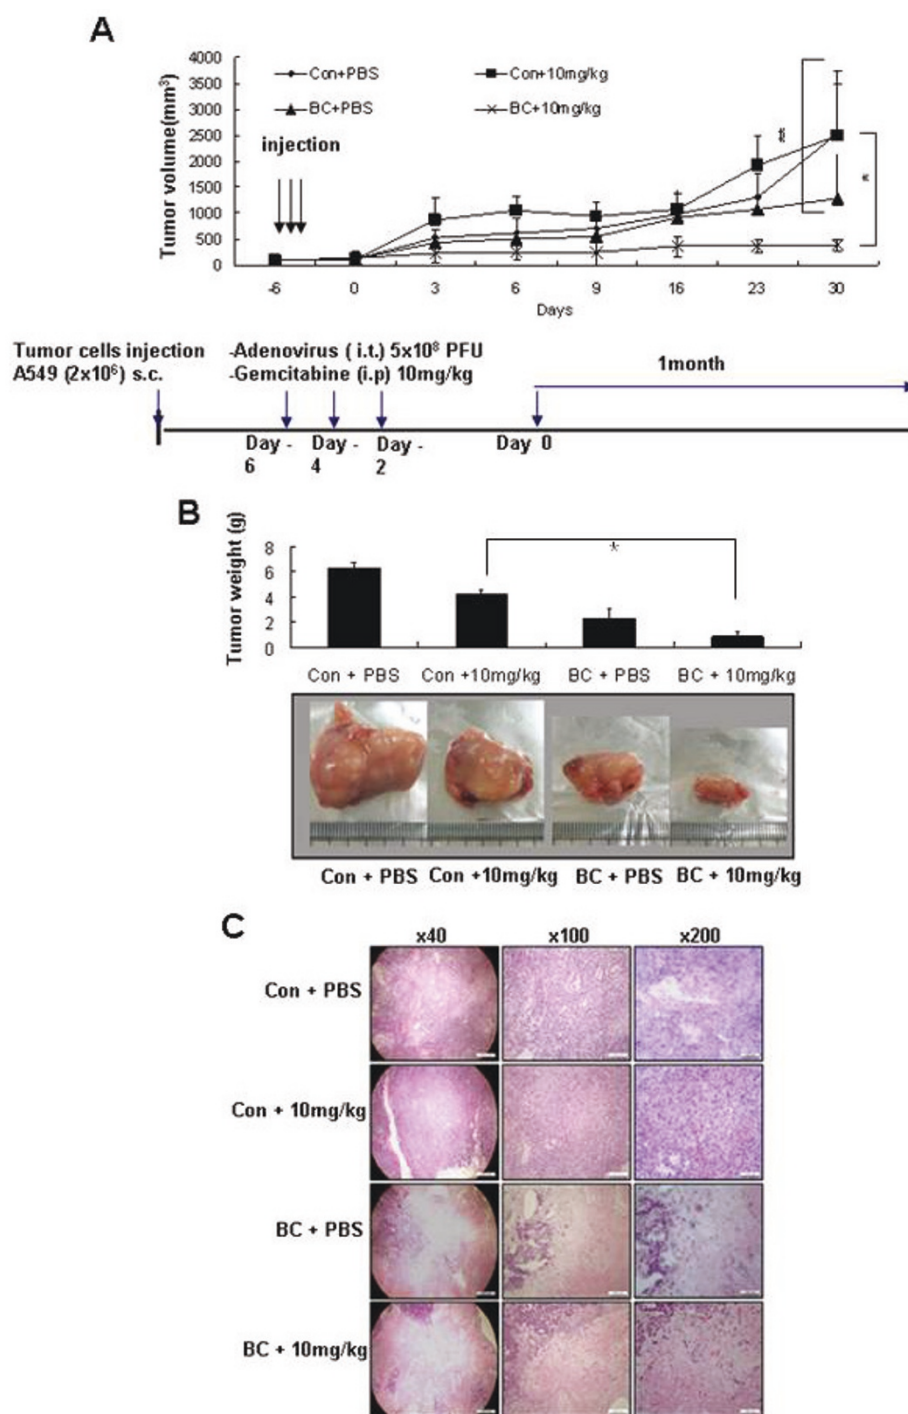 A
Tumor volume(mm³)
4000
3500
3000
2500
2000
1500
1000
500
0
Con+PBS
Con+10mg/kg
BC+PBS
BC+10mg/kg
injection
*
-6 0 3 6 9 16 23 30
Days
Tumor cells injection
A549 (2x10⁶) s.c.
-Adenovirus ( i.t.) 5x10⁸ PFU
-Gemcitabine (i.p) 10mg/kg
1month
Day -
6
Day -
4
Day -
2
Day 0
B
Tumor weight (g)
8
6
4
2
0
*
Con + PBS Con +10mg/kg BC + PBS BC + 10mg/kg
Con + PBS Con +10mg/kg BC + PBS BC + 10mg/kg
C
x40 x100 x200
Con + PBS
Con + 10mg/kg
BC + PBS
BC + 10mg/kg